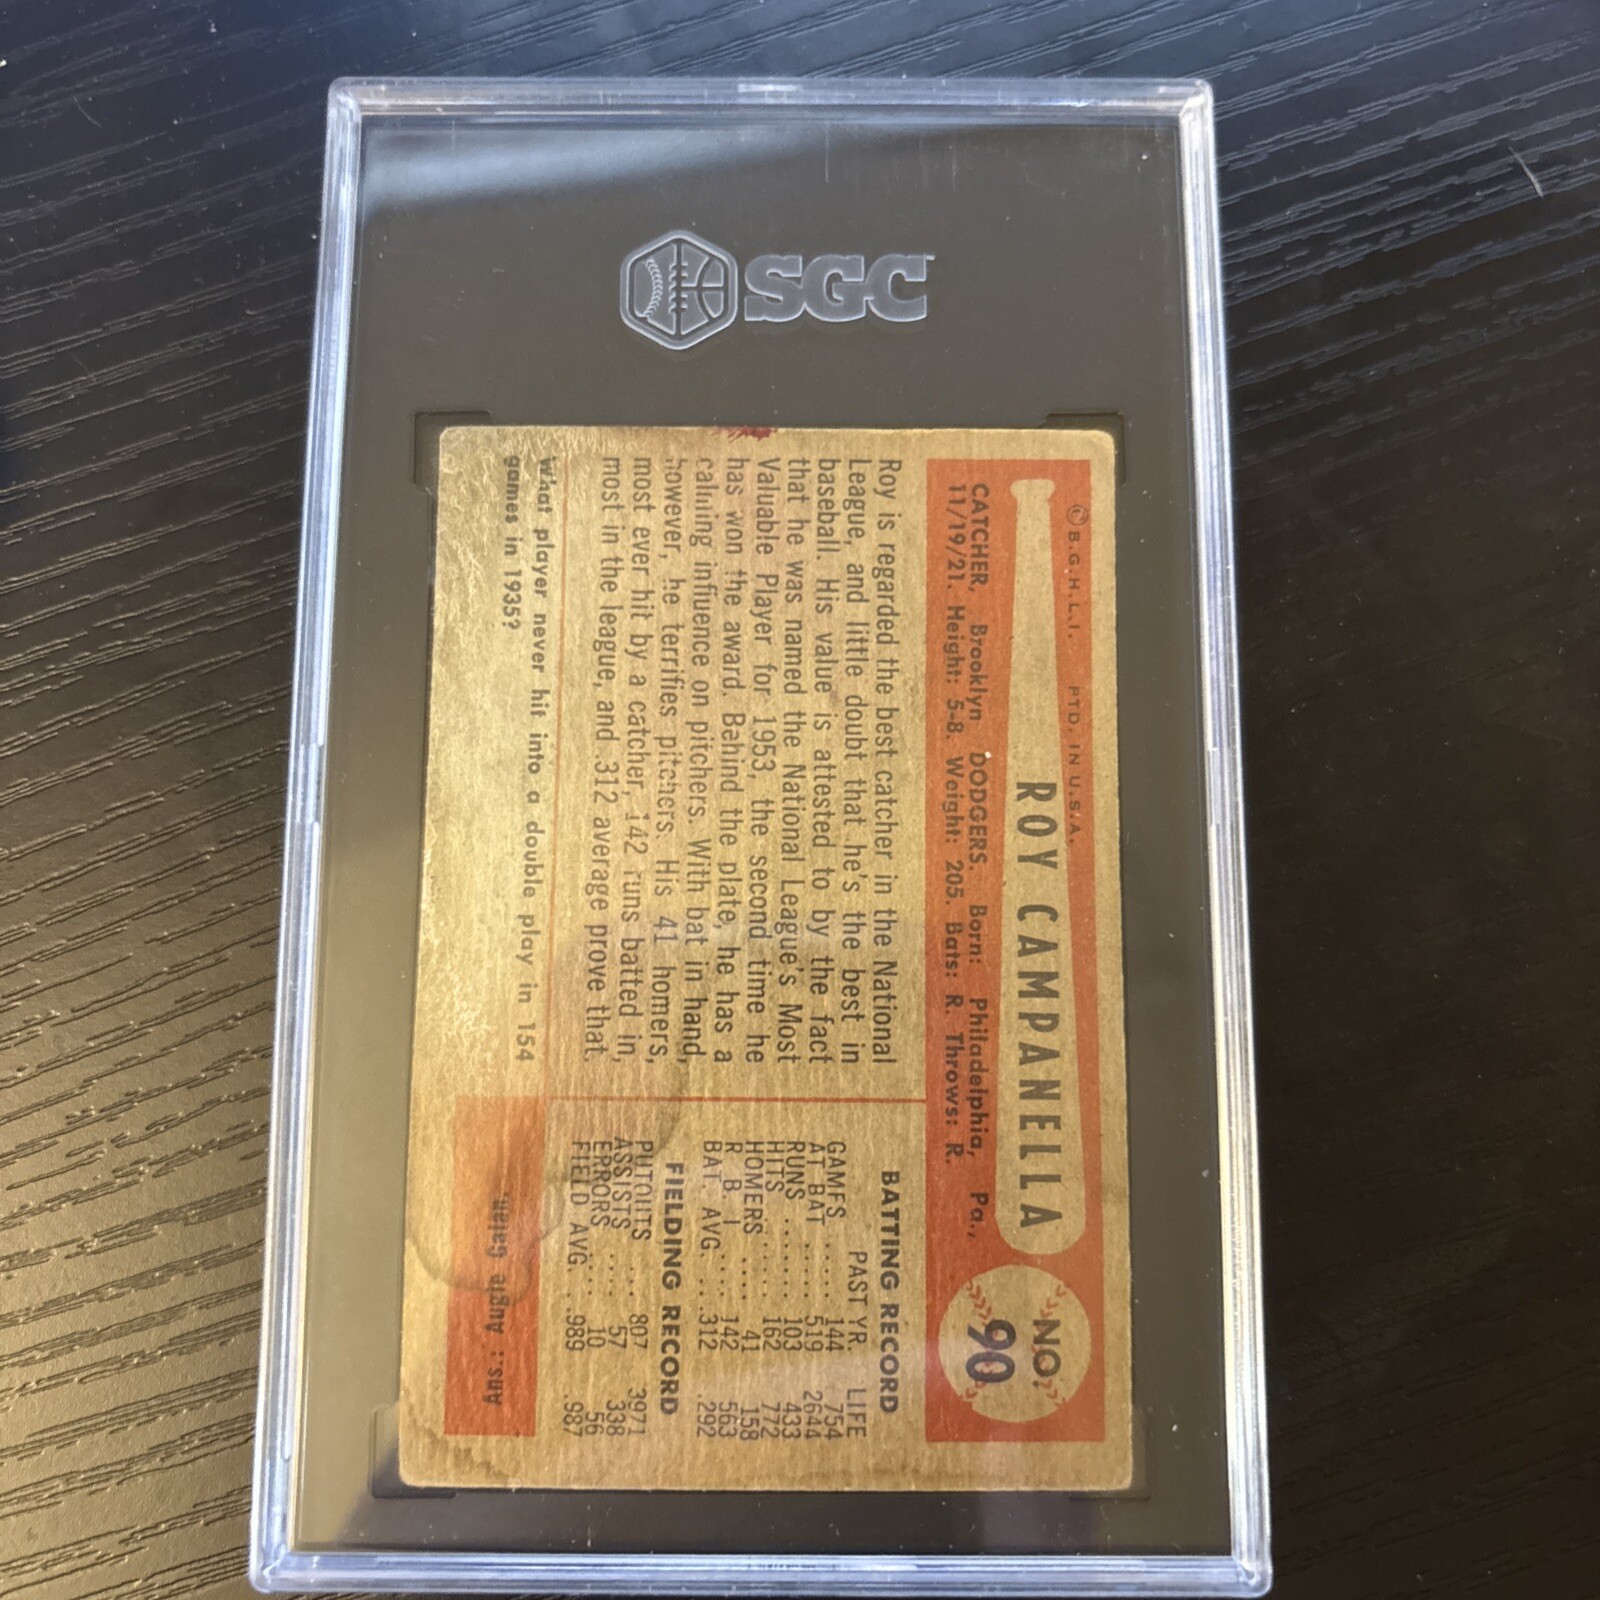 SGC
© B.G.H.L.I. PTD. IN U.S.A.
ROY CAMPANELLA
NO.
90
CATCHER, Brooklyn DODGERS. Born: Philadelphia, Pa.,
11/19/21. Height: 5-8. Weight: 205. Bats: R. Throws: R.
Roy is regarded the best catcher in the National
League, and little doubt that he's the best in
baseball. His value is attested to by the fact
that he was named the National League's Most
Valuable Player for 1953, the second time he
has won the award. Behind the plate, he has a
calming influence on pitchers. With bat in hand,
however, he terrifies pitchers. His 41 homers,
most ever hit by a catcher, 142 runs batted in,
most in the league, and 312 average prove that.
BATTING RECORD
PAST YR. LIFE
GAMES ..... 144 754
AT BAT ..... 519 2644
RUNS ....... 103 433
HITS ....... 162 772
HOMERS .... 41 158
R. B. I. .... 142 563
BAT. AVG. .. .312 .292
FIELDING RECORD
PUTOUTS ... 807 3971
ASSISTS .... 57 338
ERRORS .... 10 56
FIELD AVG. .. .989 .987
What player never hit into a double play in 154
games in 1935?
Ans.: Augie Galan.